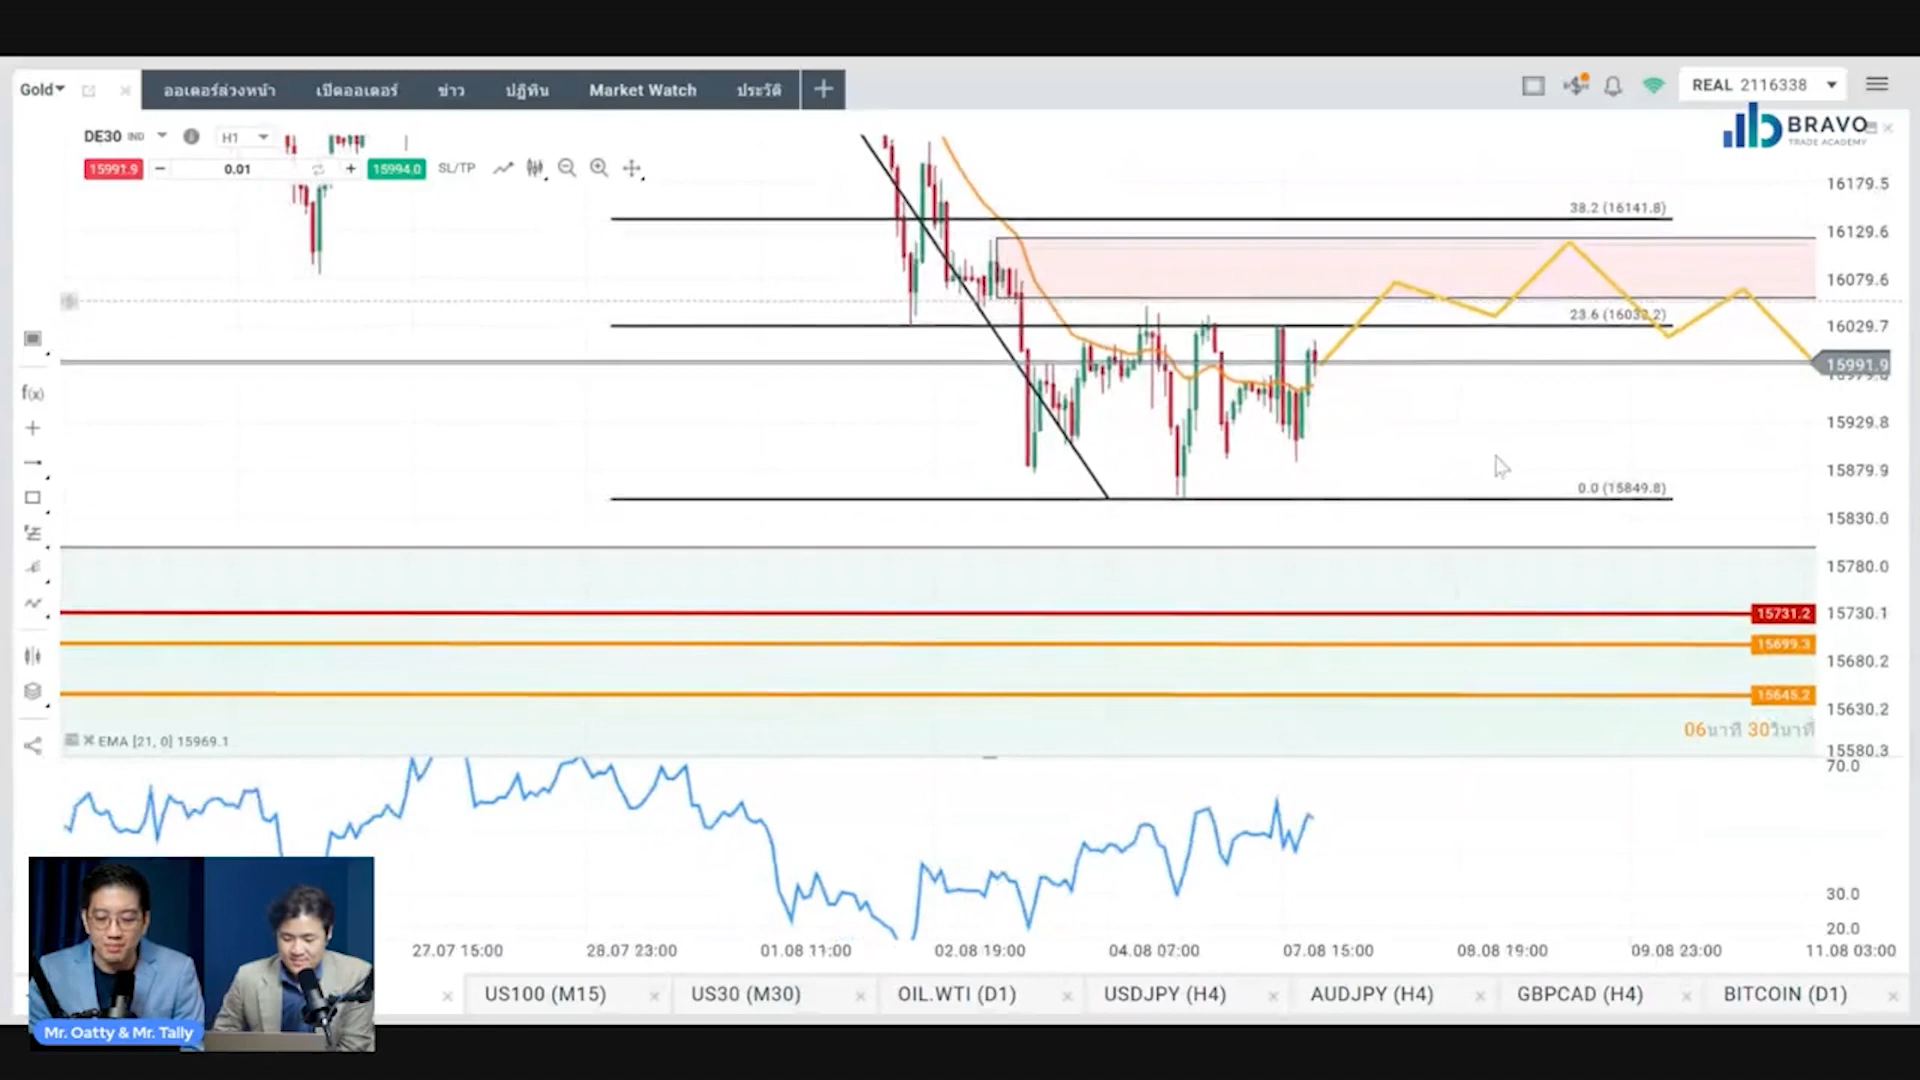 Gold
ออเดอร์ล่วงหน้า
เปิดออเดอร์
ข่าว
ปฏิทิน
Market Watch
ประวัติ
REAL 2116338
BRAVO
TRADE ACADEMY
DE30 IND
H1
15991.9
0.01
15994.0
SL/TP
16179.5
38.2 (16141.8)
16129.6
16079.6
23.6 (16033.2)
16029.7
15991.9
15929.8
15879.9
0.0 (15849.8)
15830.0
15780.0
15731.2
15730.1
15699.3
15680.2
15645.2
15630.2
06นาที 30วินาที
f(x)
EMA [21, 0] 15969.1
15580.3
70.0
30.0
20.0
27.07 15:00
28.07 23:00
01.08 11:00
02.08 19:00
04.08 07:00
07.08 15:00
08.08 19:00
09.08 23:00
11.08 03:00
US100 (M15)
US30 (M30)
OIL.WTI (D1)
USDJPY (H4)
AUDJPY (H4)
GBPCAD (H4)
BITCOIN (D1)
Mr. Oatty & Mr. Tally